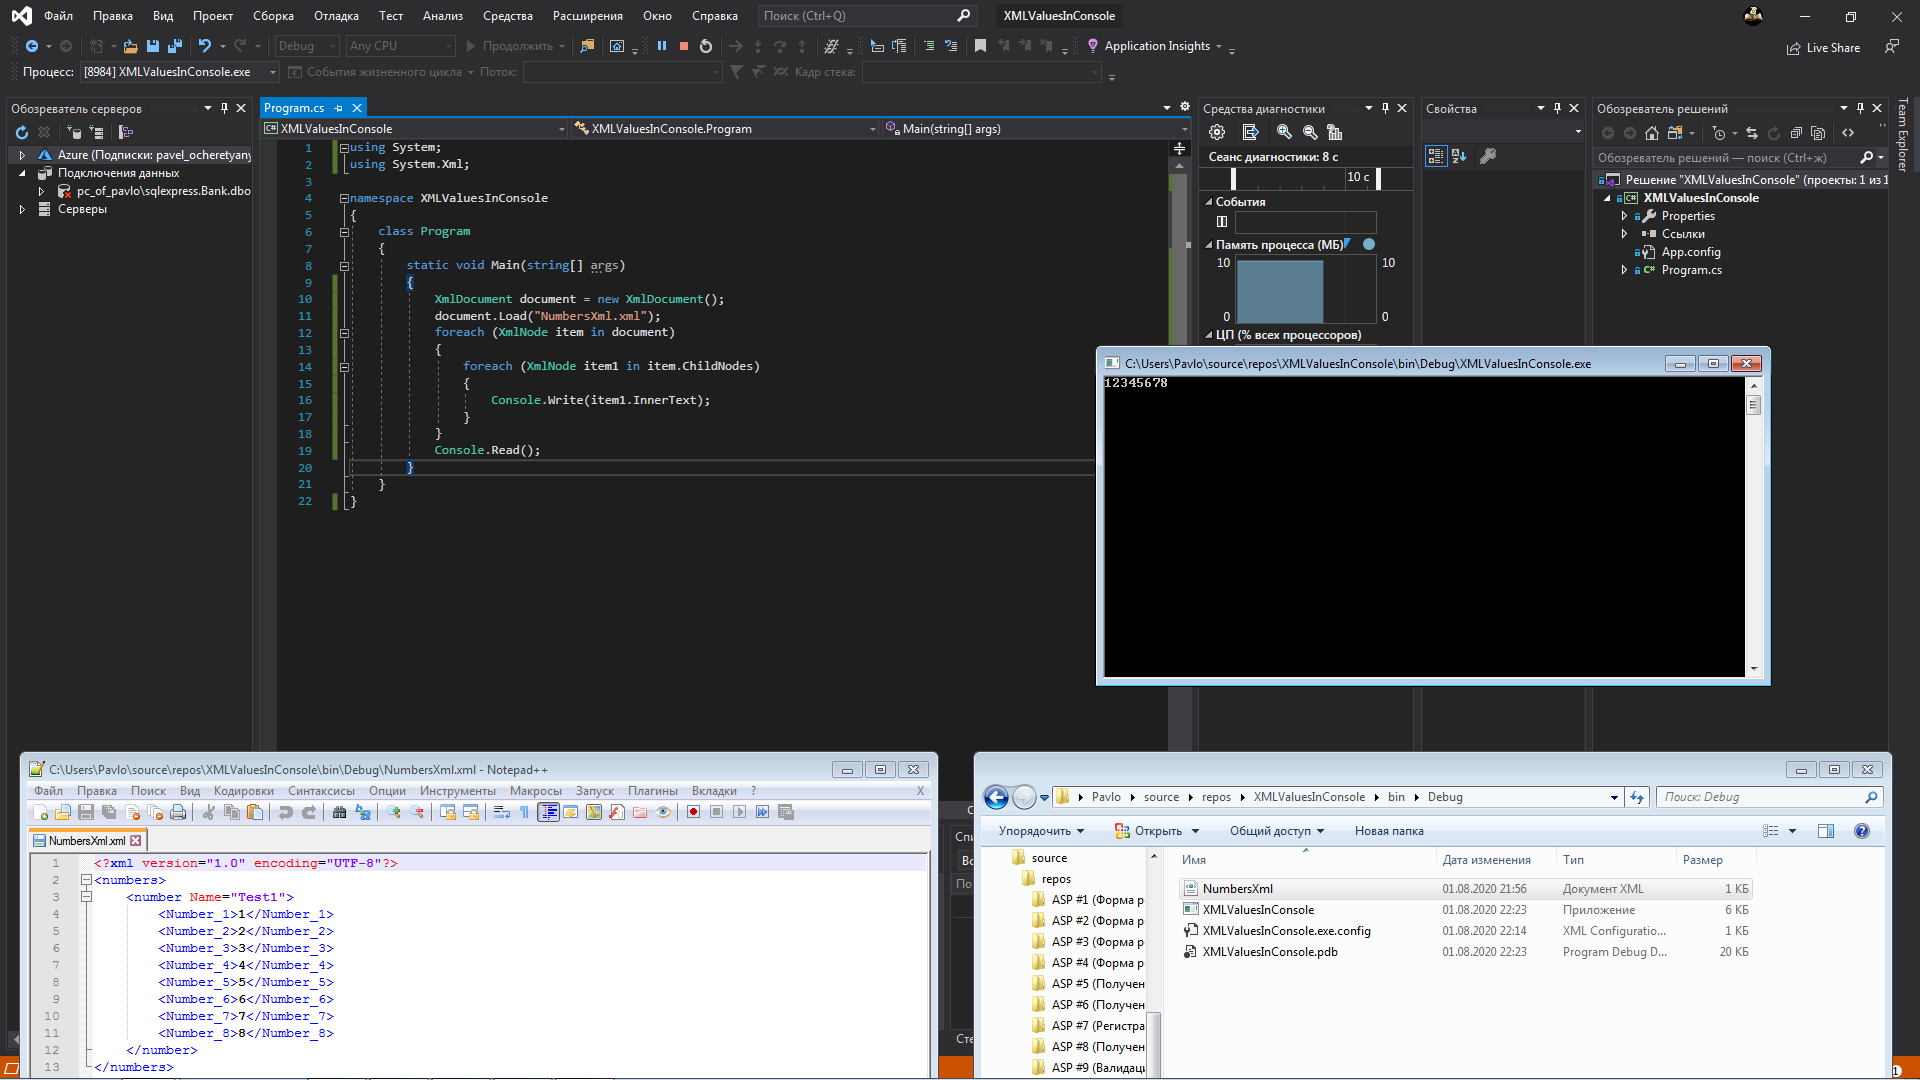 Файл Правка Вид Проект Сборка Отладка Тест Анализ Средства Расширения Окно Справка Поиск (Ctrl+Q) XMLValuesInConsole
Debug Any CPU Продолжить Application Insights Live Share
Процесс: [8984] XMLValuesInConsole.exe События жизненного цикла Поток: Кадр стека:
Обозреватель серверов
Azure (Подписки: pavel_ocheretyany
Подключения данных
pc_of_pavlo\sqlexpress.Bank.dbo
Серверы
Program.cs
XMLValuesInConsole XMLValuesInConsole.Program Main(string[] args)
1 using System;
2 using System.Xml;
3
4 namespace XMLValuesInConsole
5 {
6 class Program
7 {
8 static void Main(string[] args)
9 {
10 XmlDocument document = new XmlDocument();
11 document.Load("NumbersXml.xml");
12 foreach (XmlNode item in document)
13 {
14 foreach (XmlNode item1 in item.ChildNodes)
15 {
16 Console.Write(item1.InnerText);
17 }
18 }
19 Console.Read();
20 }
21 }
22 }
Средства диагностики
Сеанс диагностики: 8 с
10 с
События
Память процесса (МБ)
10 10
0 0
ЦП (% всех процессоров)
Свойства
Обозреватель решений
Обозреватель решений — поиск (Ctrl+ж)
Решение "XMLValuesInConsole" (проекты: 1 из 1
XMLValuesInConsole
Properties
Ссылки
App.config
Program.cs
Team Explorer
C:\Users\Pavlo\source\repos\XMLValuesInConsole\bin\Debug\XMLValuesInConsole.exe
12345678
C:\Users\Pavlo\source\repos\XMLValuesInConsole\bin\Debug\NumbersXml.xml - Notepad++
Файл Правка Поиск Вид Кодировки Синтаксисы Опции Инструменты Макросы Запуск Плагины Вкладки ? X
NumbersXml.xml
1 <?xml version="1.0" encoding="UTF-8"?>
2 <numbers>
3 <number Name="Test1">
4 <Number_1>1</Number_1>
5 <Number_2>2</Number_2>
6 <Number_3>3</Number_3>
7 <Number_4>4</Number_4>
8 <Number_5>5</Number_5>
9 <Number_6>6</Number_6>
10 <Number_7>7</Number_7>
11 <Number_8>8</Number_8>
12 </number>
13 </numbers>
Pavlo source repos XMLValuesInConsole bin Debug Поиск: Debug
Упорядочить Открыть Общий доступ Новая папка
source
repos
ASP #1 (Форма р
ASP #2 (Форма р
ASP #3 (Форма р
ASP #4 (Форма р
ASP #5 (Получен
ASP #6 (Получен
ASP #7 (Регистра
ASP #8 (Получен
ASP #9 (Валидац
Имя Дата изменения Тип Размер
NumbersXml 01.08.2020 21:56 Документ XML 1 КБ
XMLValuesInConsole 01.08.2020 22:23 Приложение 6 КБ
XMLValuesInConsole.exe.config 01.08.2020 22:14 XML Configuratio... 1 КБ
XMLValuesInConsole.pdb 01.08.2020 22:23 Program Debug D... 20 КБ
1